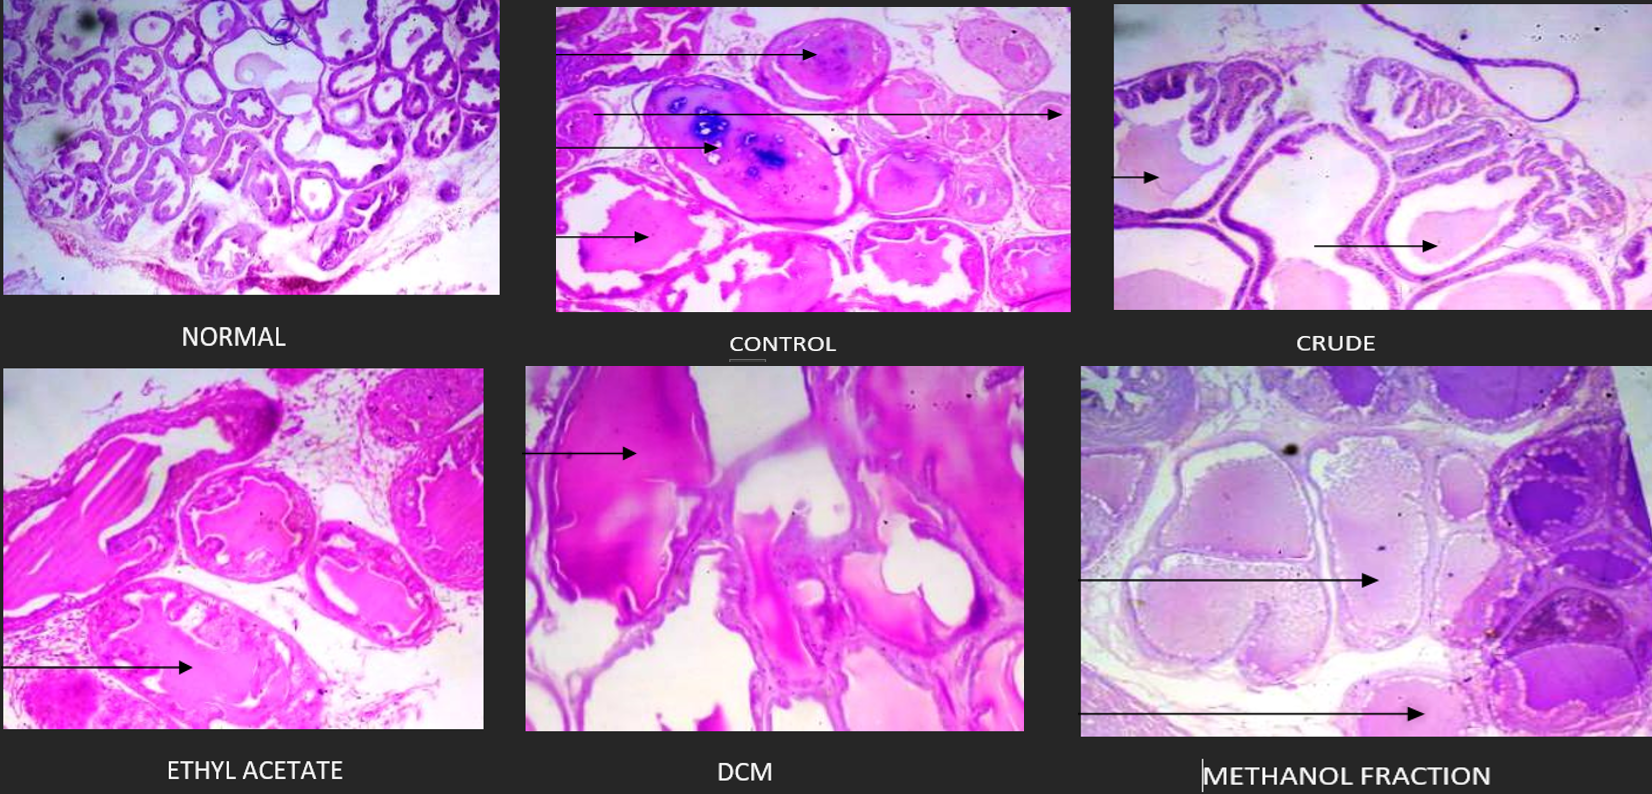 NORMAL
CONTROL
CRUDE
ETHYL ACETATE
DCM
METHANOL FRACTION